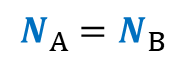 N_A = N_B